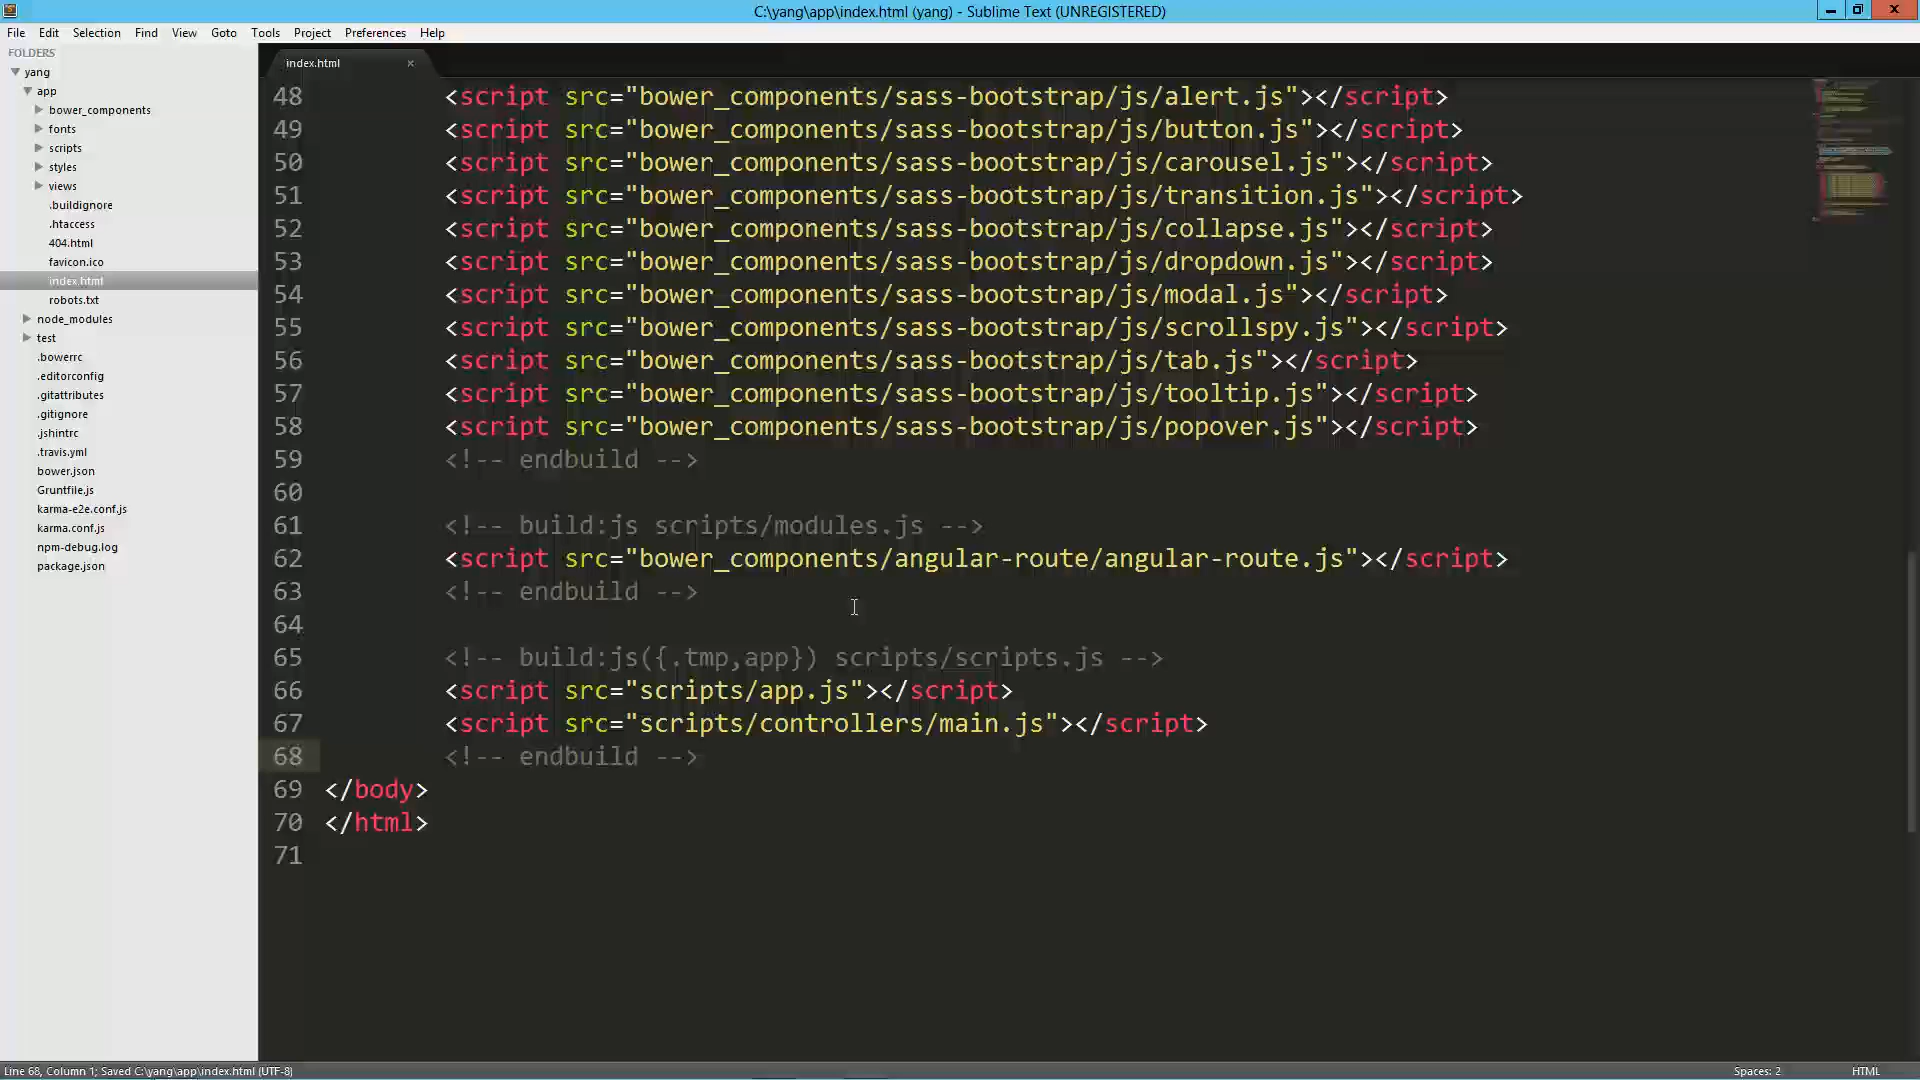 C:\yang\app\index.html (yang) - Sublime Text (UNREGISTERED)
File Edit Selection Find View Goto Tools Project Preferences Help
FOLDERS
yang
app
bower_components
fonts
scripts
styles
views
.buildignore
.htaccess
404.html
favicon.ico
index.html
robots.txt
node_modules
test
.bowerrc
.editorconfig
.gitattributes
.gitignore
.jshintrc
.travis.yml
bower.json
Gruntfile.js
karma-e2e.conf.js
karma.conf.js
npm-debug.log
package.json
index.html ×
48 <script src="bower_components/sass-bootstrap/js/alert.js"></script>
49 <script src="bower_components/sass-bootstrap/js/button.js"></script>
50 <script src="bower_components/sass-bootstrap/js/carousel.js"></script>
51 <script src="bower_components/sass-bootstrap/js/transition.js"></script>
52 <script src="bower_components/sass-bootstrap/js/collapse.js"></script>
53 <script src="bower_components/sass-bootstrap/js/dropdown.js"></script>
54 <script src="bower_components/sass-bootstrap/js/modal.js"></script>
55 <script src="bower_components/sass-bootstrap/js/scrollspy.js"></script>
56 <script src="bower_components/sass-bootstrap/js/tab.js"></script>
57 <script src="bower_components/sass-bootstrap/js/tooltip.js"></script>
58 <script src="bower_components/sass-bootstrap/js/popover.js"></script>
59 <!-- endbuild -->
60
61 <!-- build:js scripts/modules.js -->
62 <script src="bower_components/angular-route/angular-route.js"></script>
63 <!-- endbuild -->
64
65 <!-- build:js({.tmp,app}) scripts/scripts.js -->
66 <script src="scripts/app.js"></script>
67 <script src="scripts/controllers/main.js"></script>
68 <!-- endbuild -->
69 </body>
70 </html>
71
Line 68, Column 1; Saved C:\yang\app\index.html (UTF-8) Spaces: 2 HTML